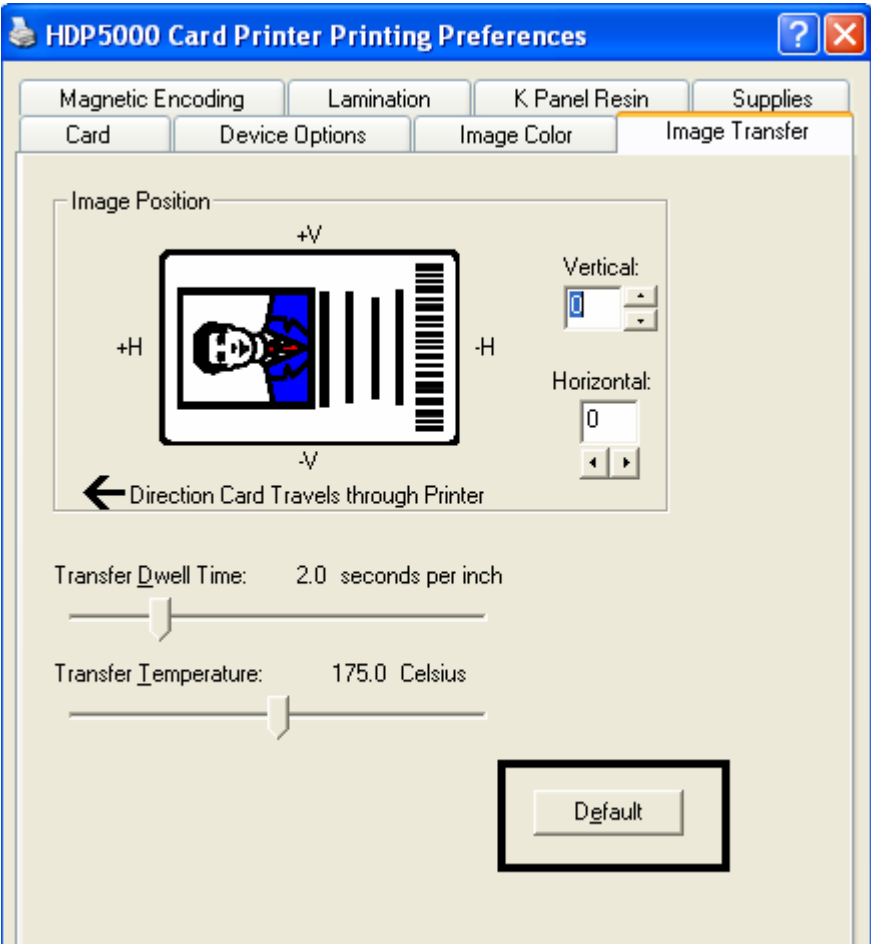 HDP5000 Card Printer Printing Preferences
Magnetic Encoding Lamination K Panel Resin Supplies
Card Device Options Image Color Image Transfer
Image Position
+V
Vertical:
0
+H -H
Horizontal:
0
-V
Direction Card Travels through Printer
Transfer Dwell Time: 2.0 seconds per inch
Transfer Temperature: 175.0 Celsius
Default